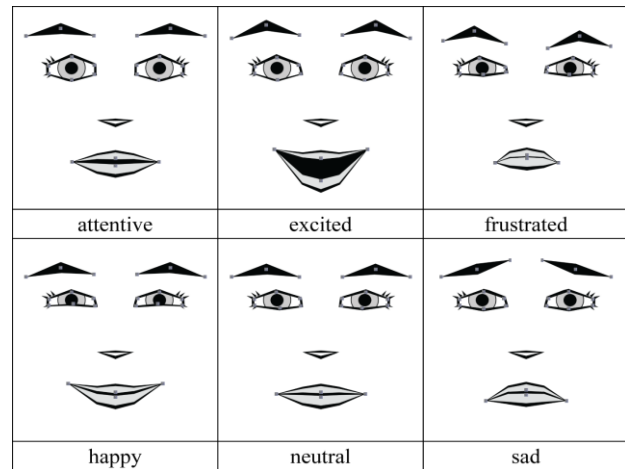 attentive
excited
frustrated
happy
neutral
sad